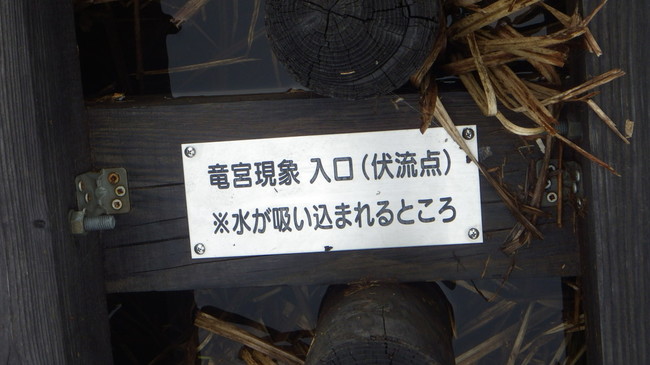 竜宮現象 入口(伏流点)
※水が吸い込まれるところ